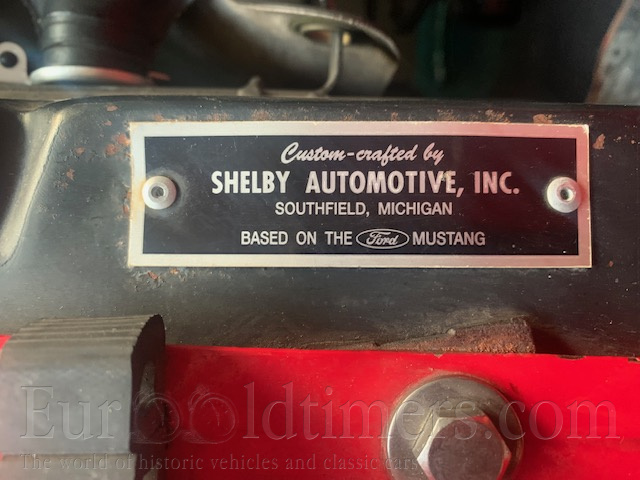 Custom-crafted by
SHELBY AUTOMOTIVE, INC.
SOUTHFIELD, MICHIGAN
BASED ON THE Ford MUSTANG
EuroOldtimers.com
The world of historic vehicles and classic cars